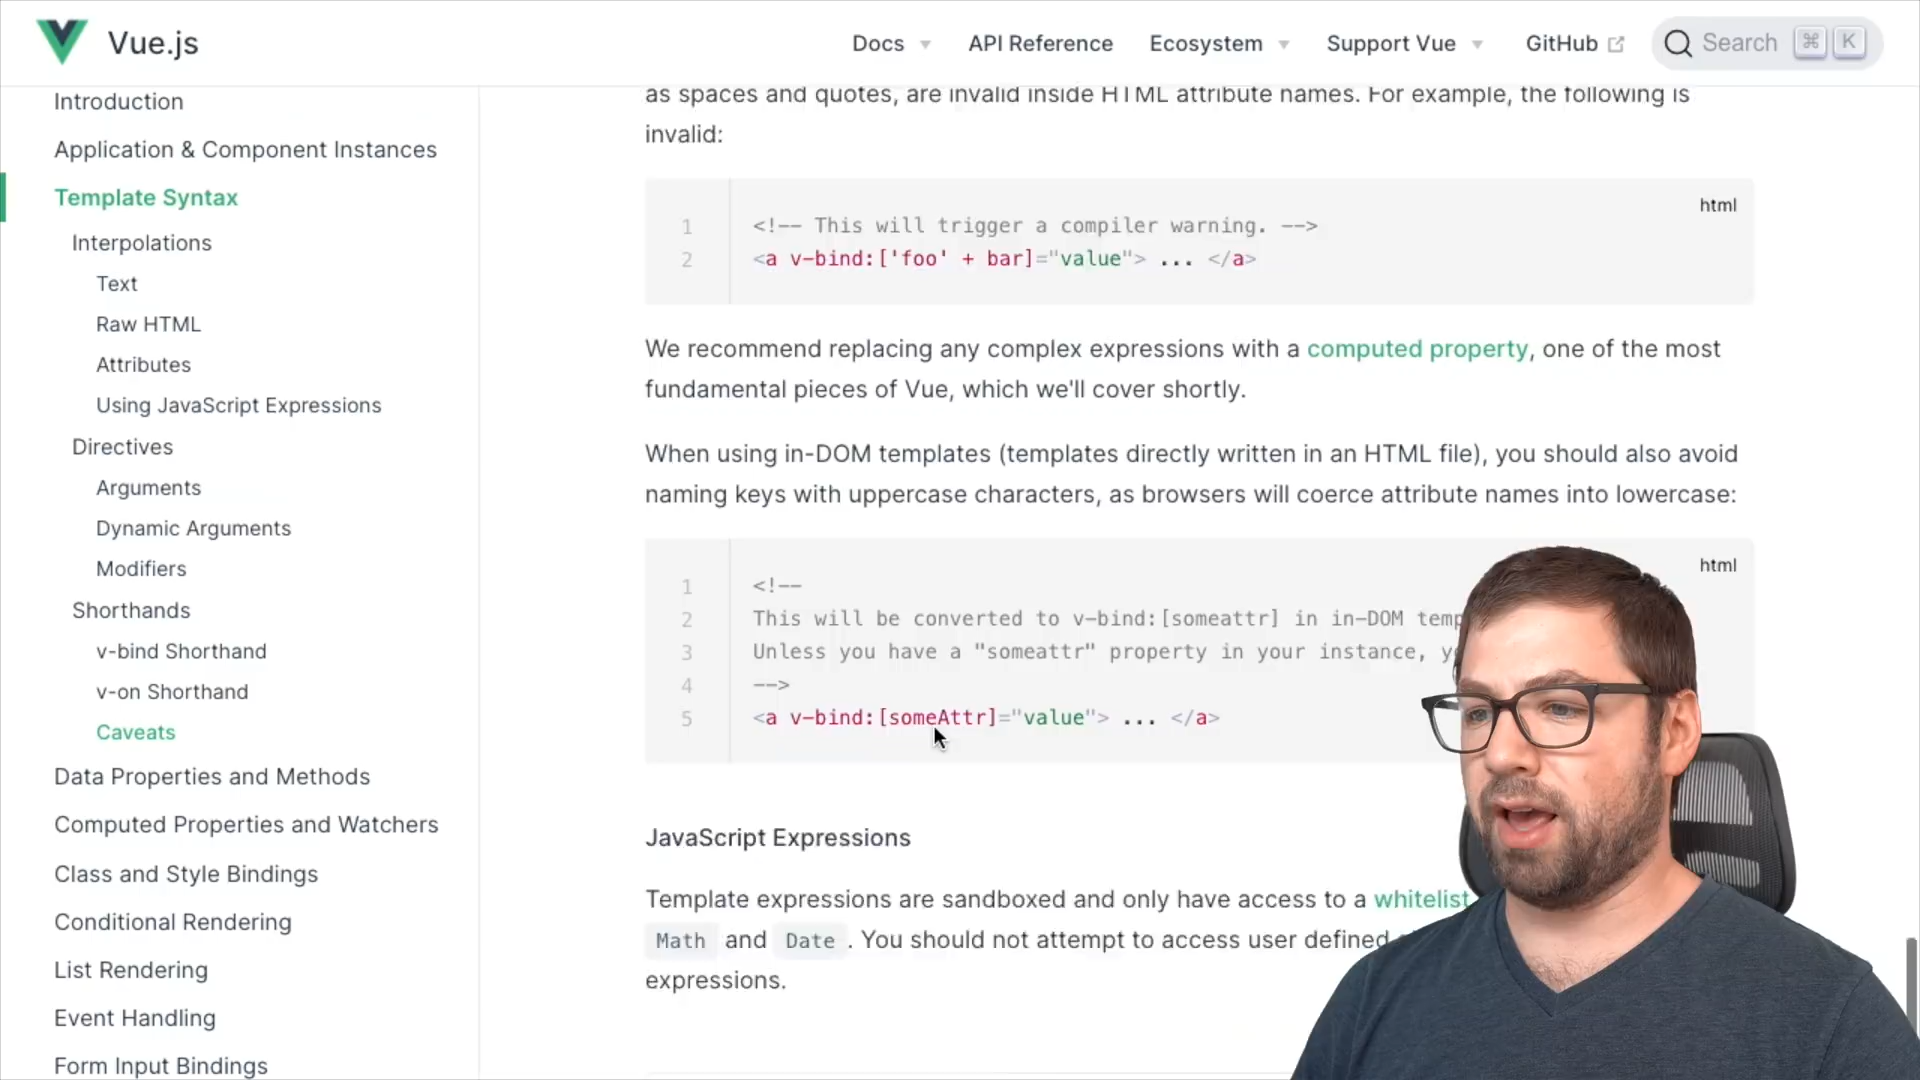 Vue.js
Docs
API Reference
Ecosystem
Support Vue
GitHub
Search ⌘ K
Introduction
Application & Component Instances
Template Syntax
Interpolations
Text
Raw HTML
Attributes
Using JavaScript Expressions
Directives
Arguments
Dynamic Arguments
Modifiers
Shorthands
v-bind Shorthand
v-on Shorthand
Caveats
Data Properties and Methods
Computed Properties and Watchers
Class and Style Bindings
Conditional Rendering
List Rendering
Event Handling
Form Input Bindings
as spaces and quotes, are invalid inside HTML attribute names. For example, the following is
invalid:
html
1 <!-- This will trigger a compiler warning. -->
2 <a v-bind:['foo' + bar]="value"> ... </a>
We recommend replacing any complex expressions with a computed property, one of the most
fundamental pieces of Vue, which we'll cover shortly.
When using in-DOM templates (templates directly written in an HTML file), you should also avoid
naming keys with uppercase characters, as browsers will coerce attribute names into lowercase:
html
1 <!--
2 This will be converted to v-bind:[someattr] in in-DOM
3 Unless you have a "someattr" property in your instance,
4 -->
5 <a v-bind:[someAttr]="value"> ... </a>
JavaScript Expressions
Template expressions are sandboxed and only have access to a whitelist
Math and Date . You should not attempt to access user defined
expressions.